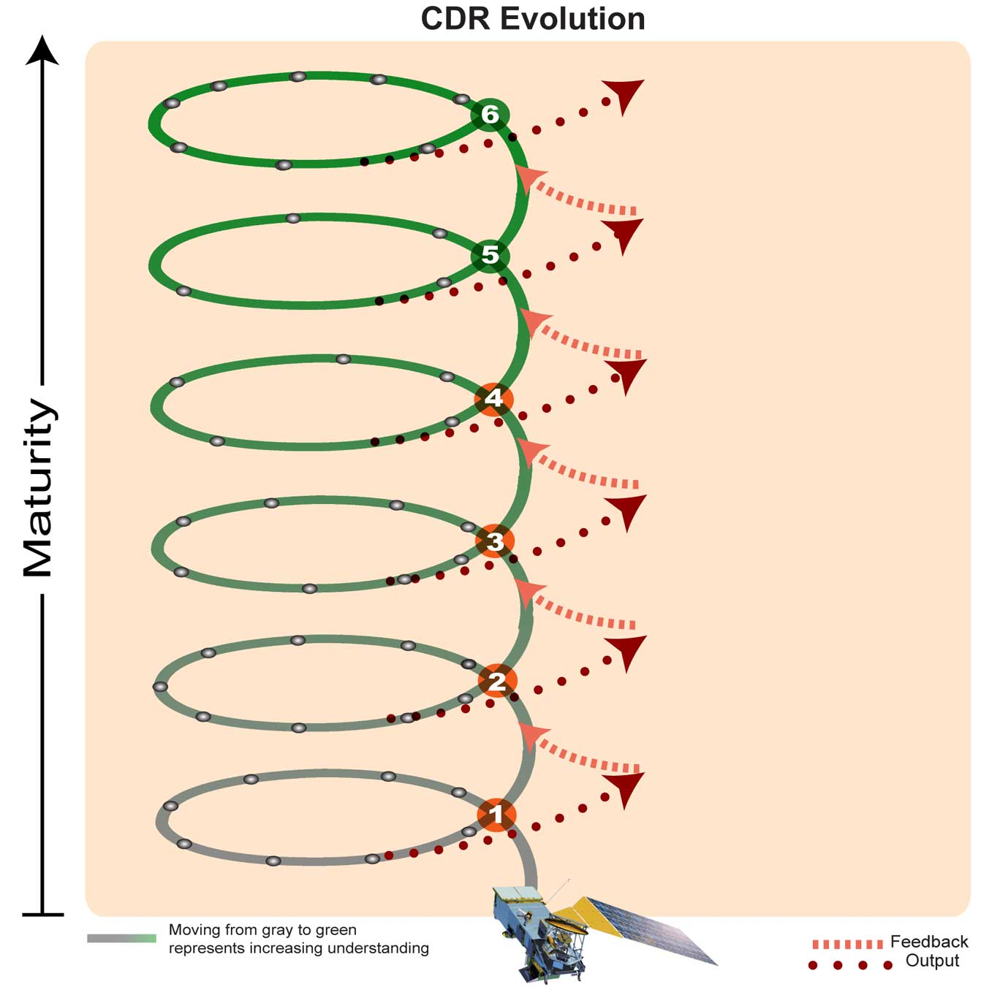 CDR Evolution
6
5
4
3
2
1
Maturity
Moving from gray to green
represents increasing understanding
Feedback
Output